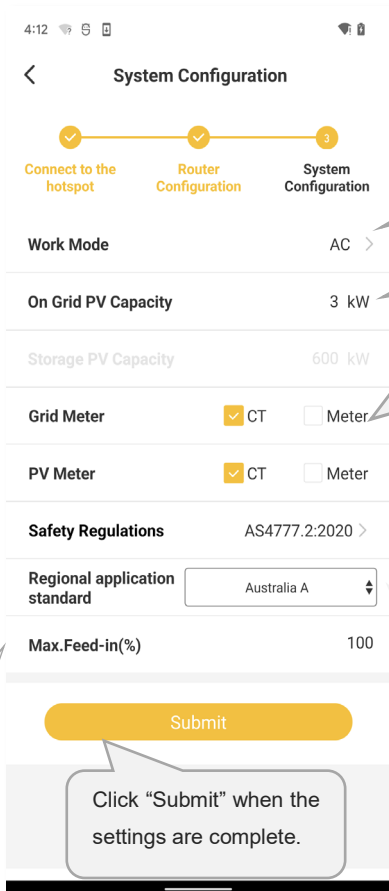 4:12
System Configuration
3
Connect to the hotspot
Router Configuration
System Configuration
Work Mode AC
On Grid PV Capacity 3 kW
Storage PV Capacity 600 kW
Grid Meter CT Meter
PV Meter CT Meter
Safety Regulations AS4777.2:2020
Regional application standard Australia A
Max.Feed-in(%) 100
Submit
Click “Submit” when the
settings are complete.